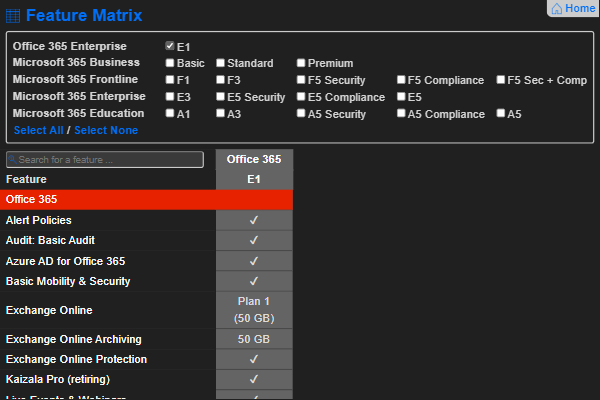 Feature Matrix
Home
Office 365 Enterprise E1
Microsoft 365 Business Basic Standard Premium
Microsoft 365 Frontline F1 F3 F5 Security F5 Compliance F5 Sec + Comp
Microsoft 365 Enterprise E3 E5 Security E5 Compliance E5
Microsoft 365 Education A1 A3 A5 Security A5 Compliance A5
Select All / Select None
Search for a feature ... Office 365
Feature E1
Office 365
Alert Policies ✓
Audit: Basic Audit ✓
Azure AD for Office 365 ✓
Basic Mobility & Security ✓
Exchange Online Plan 1
(50 GB)
Exchange Online Archiving 50 GB
Exchange Online Protection ✓
Kaizala Pro (retiring) ✓
Live Events & Webinars